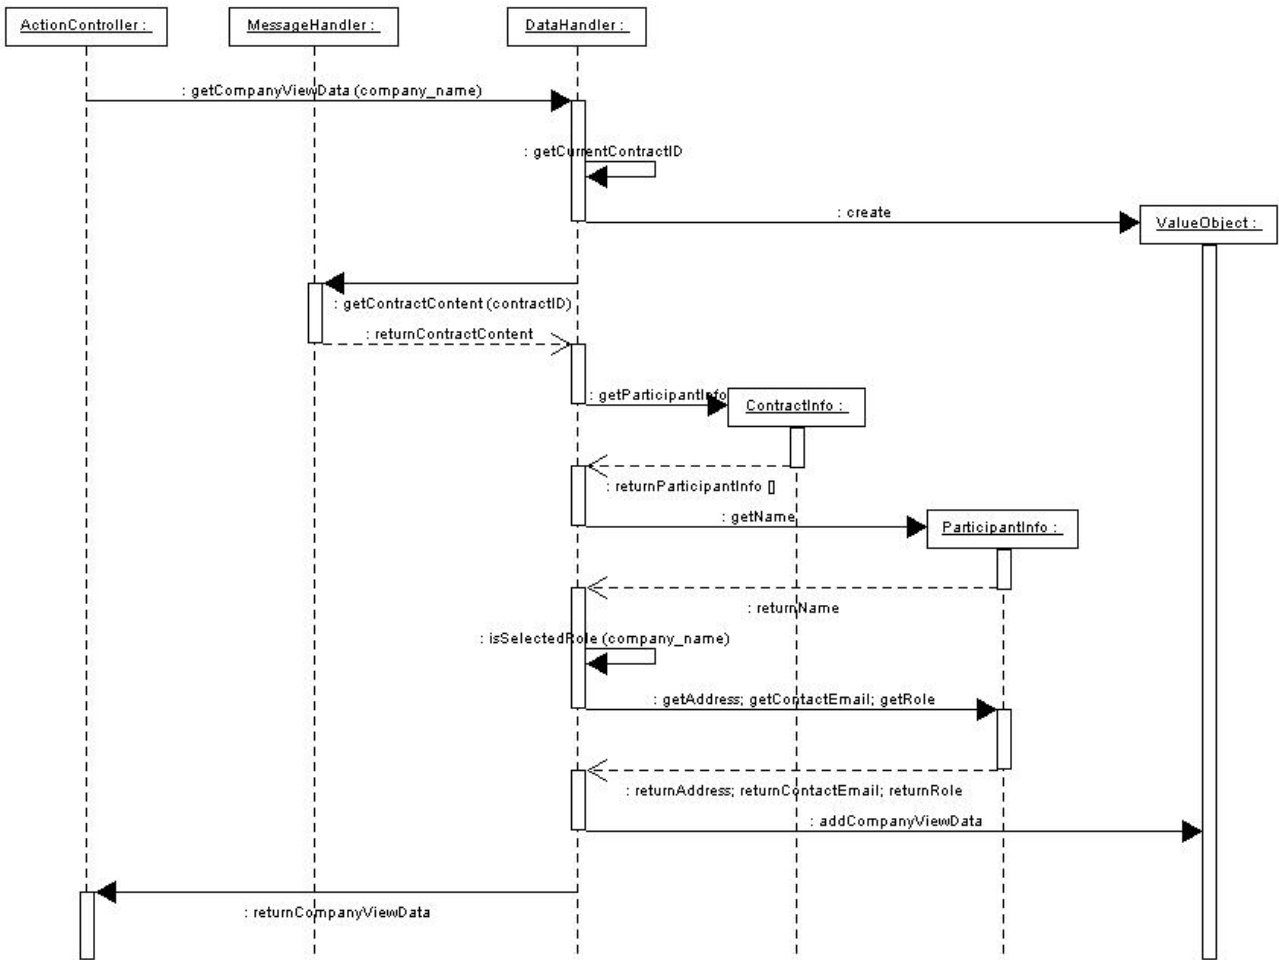 ActionController :
MessageHandler :
DataHandler :
: getCompanyViewData (company_name)
: getCurrentContractID
: create
ValueObject :
: getContractContent (contractID)
: returnContractContent
: getParticipantInfo
ContractInfo :
: returnParticipantInfo []
: getName
ParticipantInfo :
: returnName
: isSelectedRole (company_name)
: getAddress; getContactEmail; getRole
: returnAddress; returnContactEmail; returnRole
: addCompanyViewData
: returnCompanyViewData